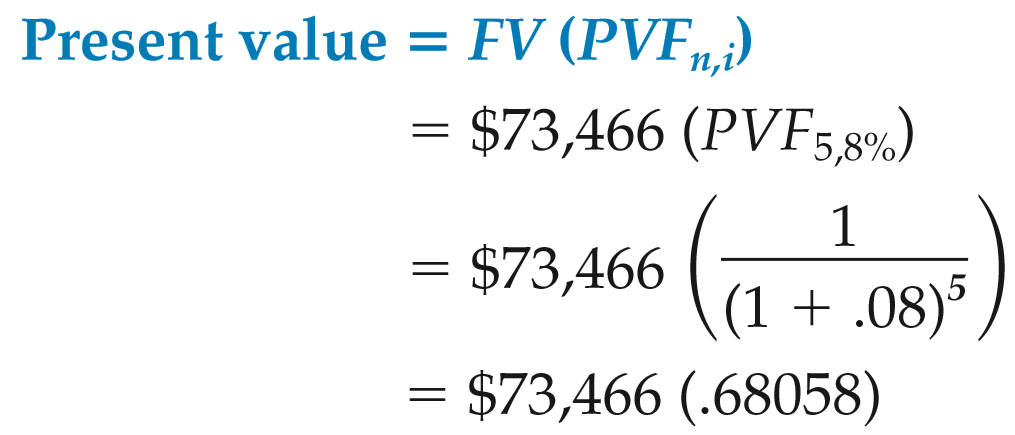 Present value = FV (PVFn,i)
= $73,466 (PVF5,8%)
= $73,466 (1/(1 + .08)5)
= $73,466 (.68058)